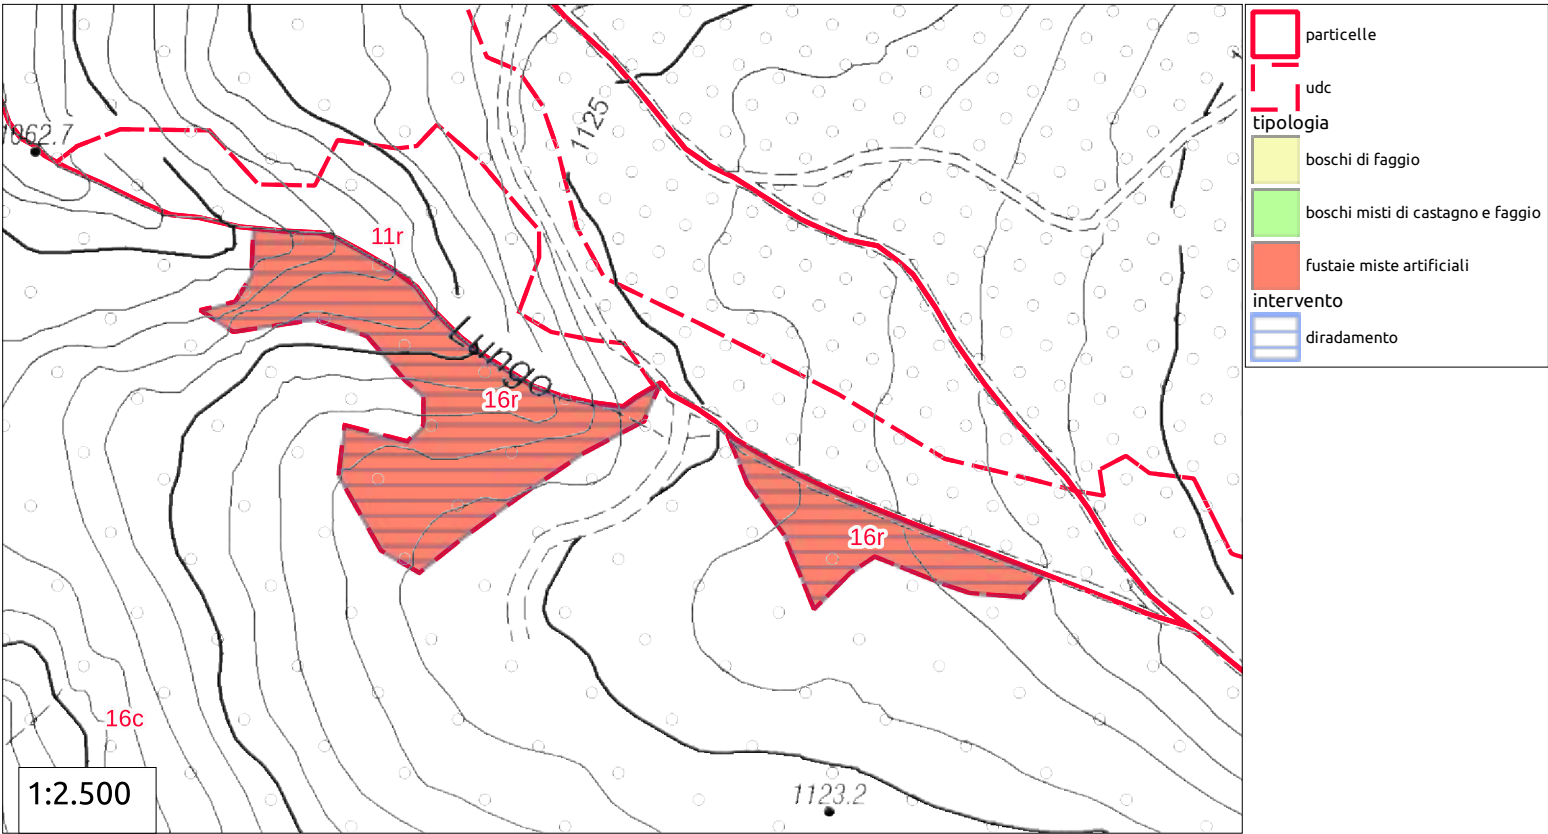 1125
1062.7
11r
Lungo
16r
16r
16c
1:2.500
1123.2
particelle
udc
tipologia
boschi di faggio
boschi misti di castagno e faggio
fustaie miste artificiali
intervento
diradamento